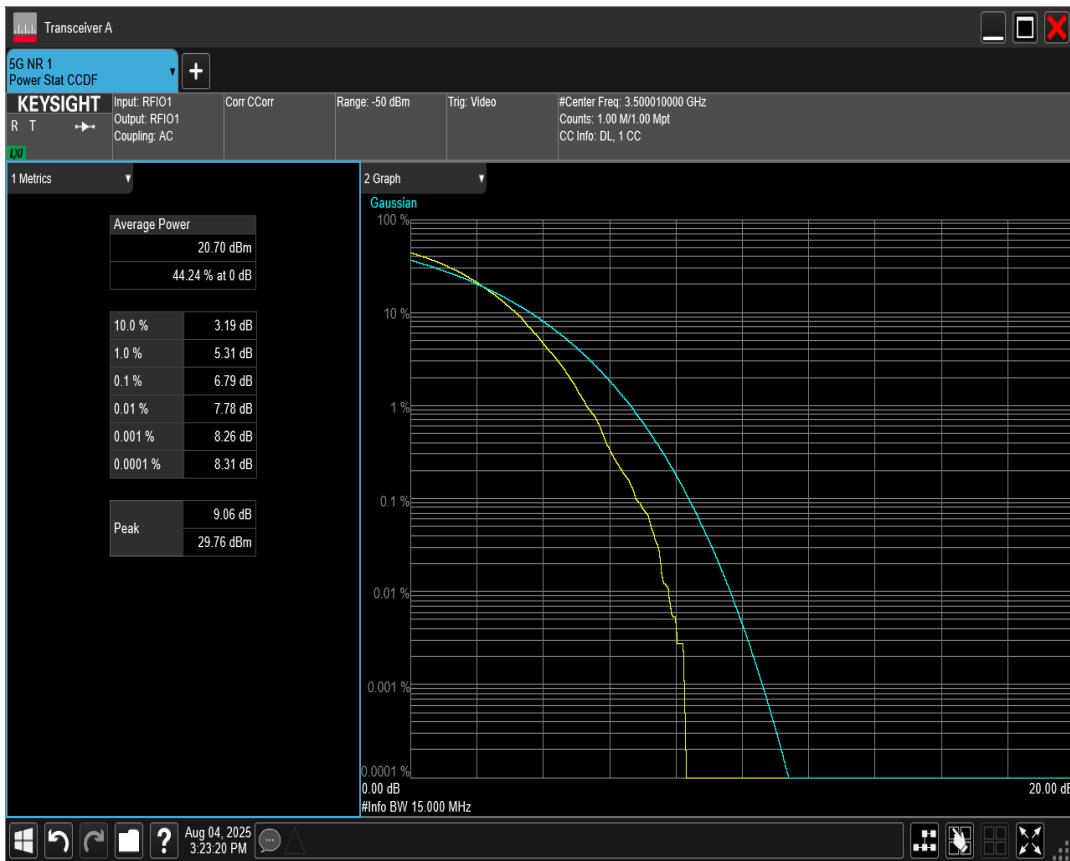 Transceiver A
5G NR 1
Power Stat CCDF
KEYSIGHT
R T
LXI
Input: RFIO1
Output: RFIO1
Coupling: AC
Corr CCorr
Range: -50 dBm
Trig: Video
#Center Freq: 3.500010000 GHz
Counts: 1.00 M/1.00 Mpt
CC Info: DL, 1 CC
1 Metrics
Average Power
20.70 dBm
44.24 % at 0 dB
10.0 % 3.19 dB
1.0 % 5.31 dB
0.1 % 6.79 dB
0.01 % 7.78 dB
0.001 % 8.26 dB
0.0001 % 8.31 dB
Peak
9.06 dB
29.76 dBm
2 Graph
Gaussian
100 %
10 %
1 %
0.1 %
0.01 %
0.001 %
0.0001 %
0.00 dB
20.00 dB
#Info BW 15.000 MHz
?
Aug 04, 2025
3:23:20 PM